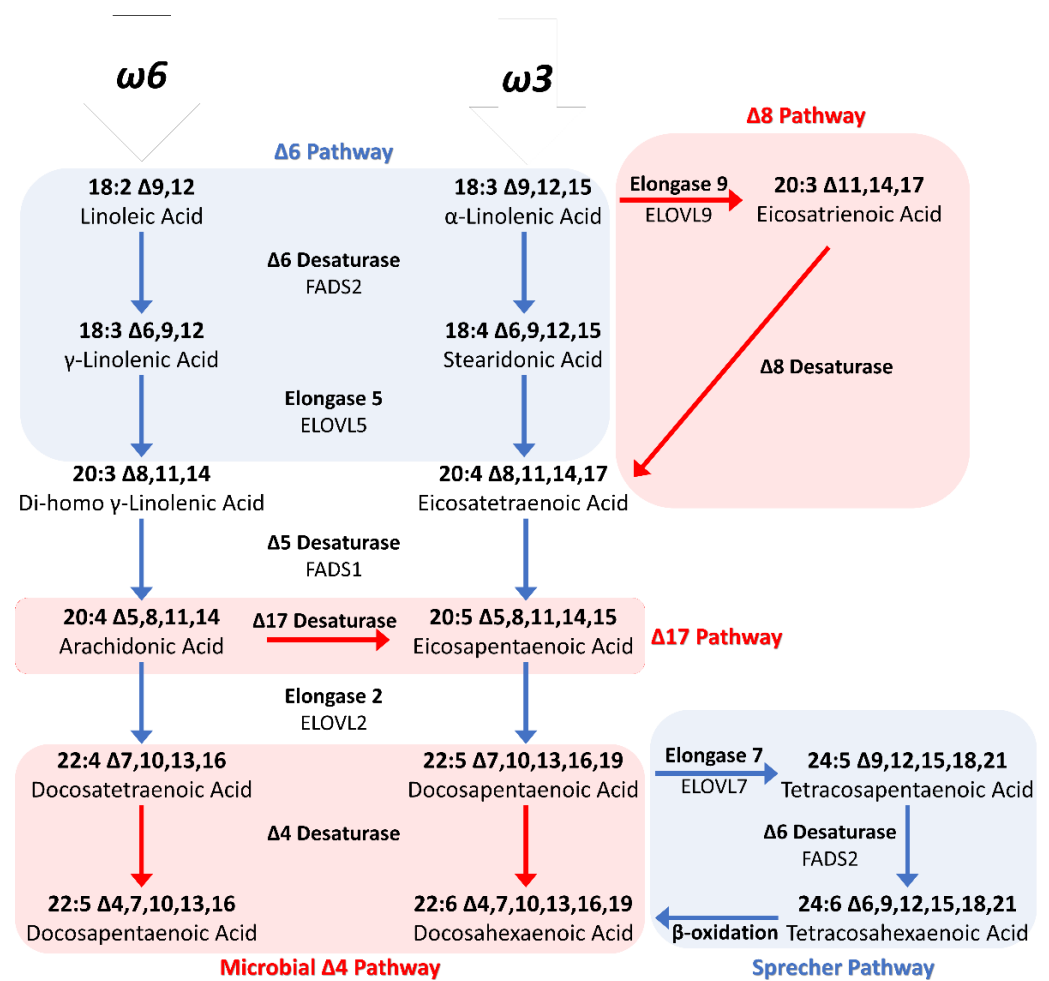 ω6
ω3
Δ8 Pathway
Δ6 Pathway
18:2 Δ9,12
Linoleic Acid
18:3 Δ9,12,15
α-Linolenic Acid
Elongase 9
ELOVL9
20:3 Δ11,14,17
Eicosatrienoic Acid
Δ6 Desaturase
FADS2
18:3 Δ6,9,12
γ-Linolenic Acid
18:4 Δ6,9,12,15
Stearidonic Acid
Δ8 Desaturase
Elongase 5
ELOVL5
20:3 Δ8,11,14
Di-homo γ-Linolenic Acid
20:4 Δ8,11,14,17
Eicosatetraenoic Acid
Δ5 Desaturase
FADS1
20:4 Δ5,8,11,14
Arachidonic Acid
Δ17 Desaturase
20:5 Δ5,8,11,14,15
Eicosapentaenoic Acid
Δ17 Pathway
Elongase 2
ELOVL2
22:4 Δ7,10,13,16
Docosatetraenoic Acid
22:5 Δ7,10,13,16,19
Docosapentaenoic Acid
Elongase 7
ELOVL7
24:5 Δ9,12,15,18,21
Tetracosapentaenoic Acid
Δ4 Desaturase
Δ6 Desaturase
FADS2
22:5 Δ4,7,10,13,16
Docosapentaenoic Acid
22:6 Δ4,7,10,13,16,19
Docosahexaenoic Acid
β-oxidation
24:6 Δ6,9,12,15,18,21
Tetracosahexaenoic Acid
Microbial Δ4 Pathway
Sprecher Pathway